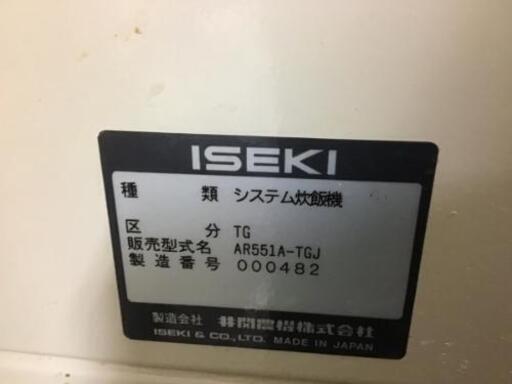 ISEKI
種 類 システム炊飯機
区 分 TG
販売型式名 AR551A-TGJ
製造番号 000482
製造会社 井関農機株式会社
ISEKI & CO., LTD. MADE IN JAPAN